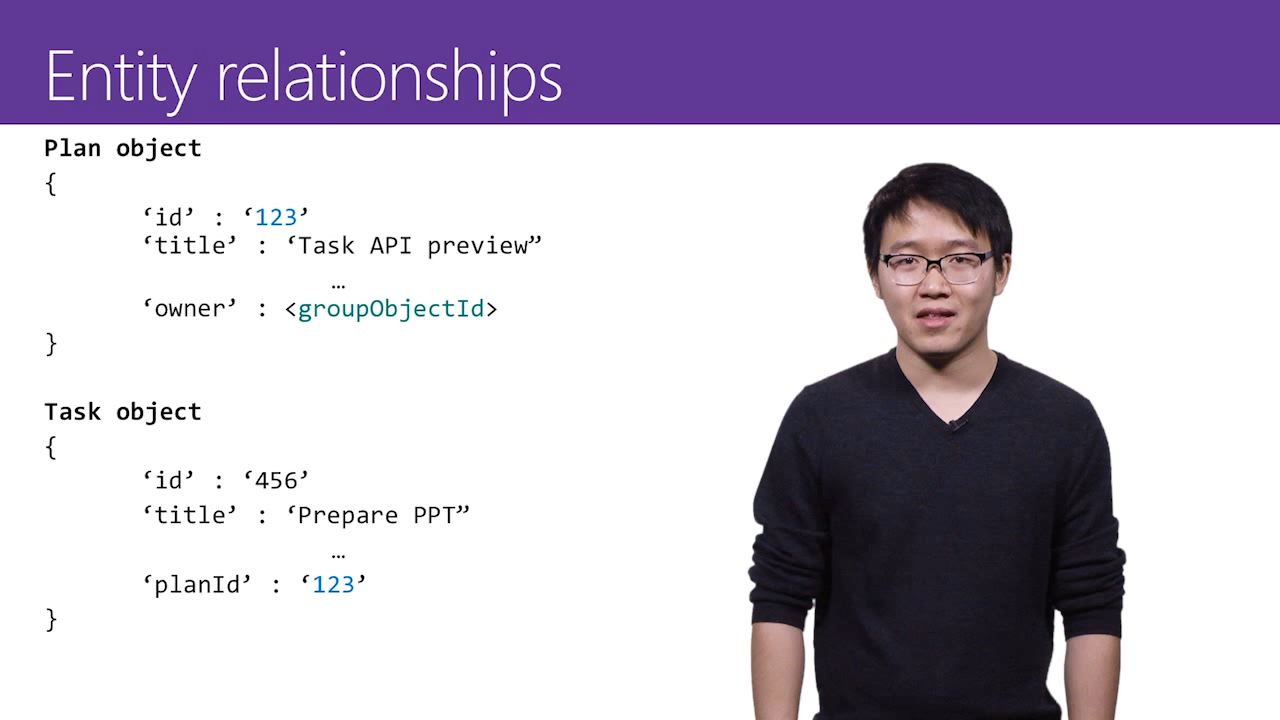 Entity relationships
Plan object
{
‘id’ : ‘123’
‘title’ : ‘Task API preview”
…
‘owner’ : <groupObjectId>
}
Task object
{
‘id’ : ‘456’
‘title’ : ‘Prepare PPT”
…
‘planId’ : ‘123’
}